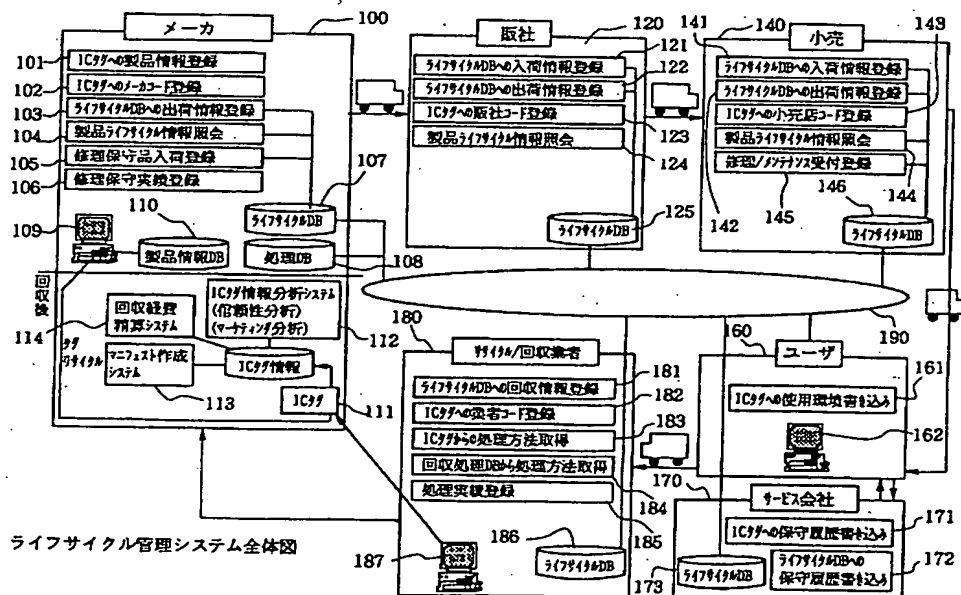 メーカ
100
101
ICタグへの製品情報登録
102
ICタグへのメーカコード登録
103
ライフサイクルDBへの出荷情報登録
104
製品ライフサイクル情報照会
105
修理保守品入荷登録
106
修理保守実績登録
107
ライフサイクルDB
108
処理DB
109
110
製品情報DB
回収後
114
回収経費
精算システム
ICタグ情報分析システム
(信頼性分析)
(マーケティング分析)
112
タグ
リサイクル
マニフェスト作成
システム
113
ICタグ情報
ICタグ
111
販社
120
121
ライフサイクルDBへの入荷情報登録
122
ライフサイクルDBへの出荷情報登録
ICタグへの販社コード登録
123
製品ライフサイクル情報照会
124
ライフサイクルDB
125
小売
140
141
143
ライフサイクルDBへの入荷情報登録
ライフサイクルDBへの出荷情報登録
142
ICタグへの小売店コード登録
製品ライフサイクル情報照会
144
修理/メンテナンス受付登録
145
146
ライフサイクルDB
190
180
リサイクル/回収業者
ライフサイクルDBへの回収情報登録
181
ICタグへの業者コード登録
182
ICタグからの処理方法取得
183
回収処理DBから処理方法取得
184
処理実績登録
185
186
ライフサイクルDB
187
160
ユーザ
161
ICタグへの使用環境書き込み
162
170
サービス会社
ICタグへの保守履歴書き込み
171
ライフサイクルDBへの
保守履歴書き込み
172
173
ライフサイクルDB
ライフサイクル管理システム全体図